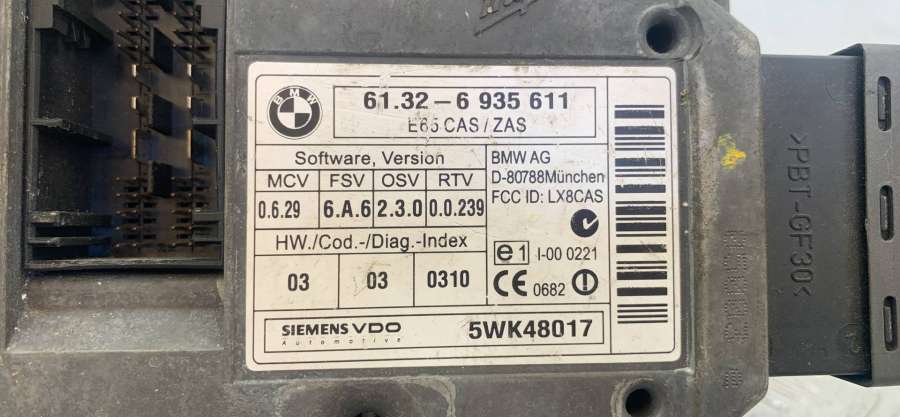 BMW
61.32-6 935 611
E65 CAS/ZAS
Software, Version
MCV FSV OSV RTV
0.6.29 6.A.6 2.3.0 0.0.239
HW./Cod.-/Diag.-Index
03 03 0310
BMW AG
D-80788München
FCC ID: LX8CAS
e1 I-00 0221
CE 0682
SIEMENS VDO
Automotive
5WK48017
>PBT-GF30<